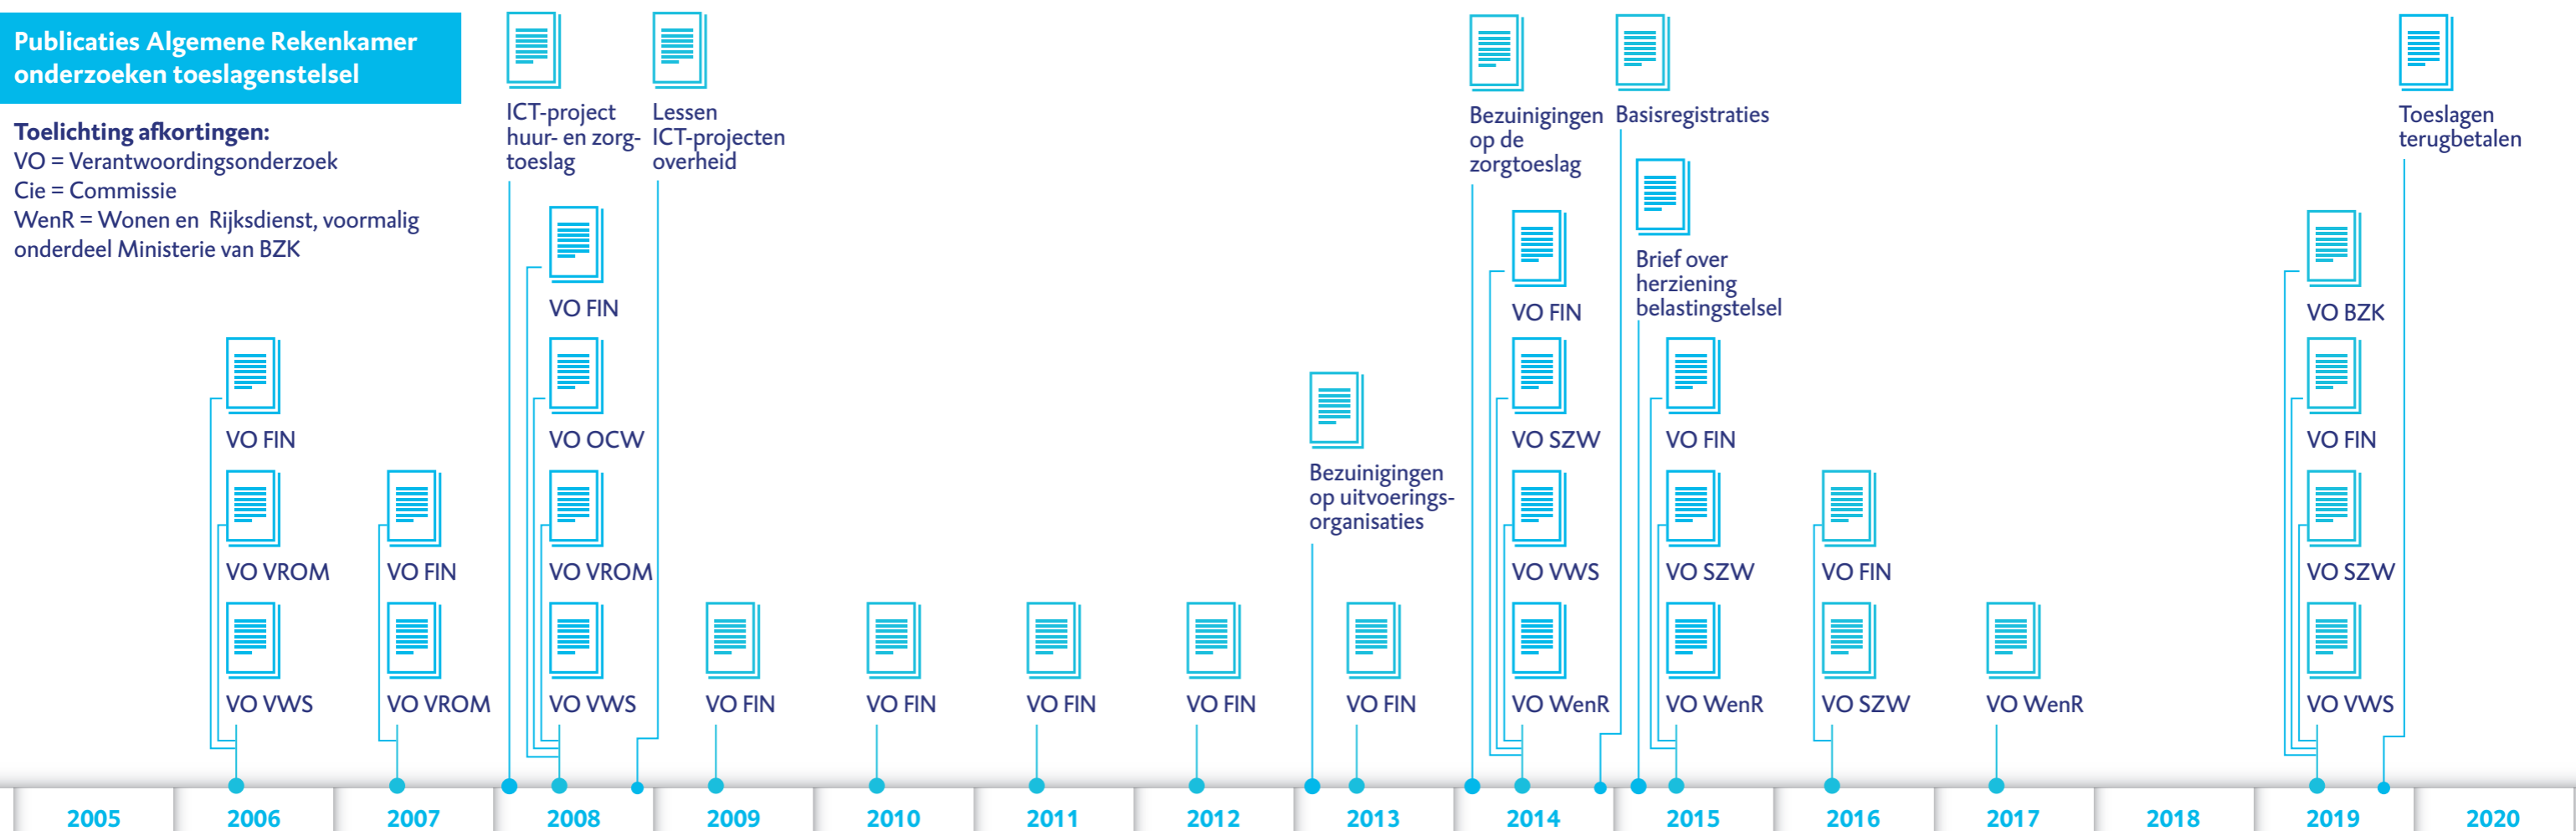 Publicaties Algemene Rekenkamer
onderzoeken toeslagenstelsel
Toelichting afkortingen:
VO = Verantwoordingsonderzoek
Cie = Commissie
WenR = Wonen en Rijksdienst, voormalig
onderdeel Ministerie van BZK
VO FIN
VO VROM
VO VWS
VO FIN
VO VROM
ICT-project
huur- en zorg-
toeslag
VO FIN
VO OCW
VO VROM
VO VWS
Lessen
ICT-projecten
overheid
VO FIN
VO FIN
VO FIN
VO FIN
Bezuinigingen
op uitvoerings-
organisaties
VO FIN
Bezuinigingen
op de
zorgtoeslag
VO FIN
VO SZW
VO VWS
VO WenR
Basisregistraties
Brief over
herziening
belastingstelsel
VO FIN
VO SZW
VO WenR
VO FIN
VO SZW
VO WenR
VO BZK
VO FIN
VO SZW
VO VWS
Toeslagen
terugbetalen
2005
2006
2007
2008
2009
2010
2011
2012
2013
2014
2015
2016
2017
2018
2019
2020